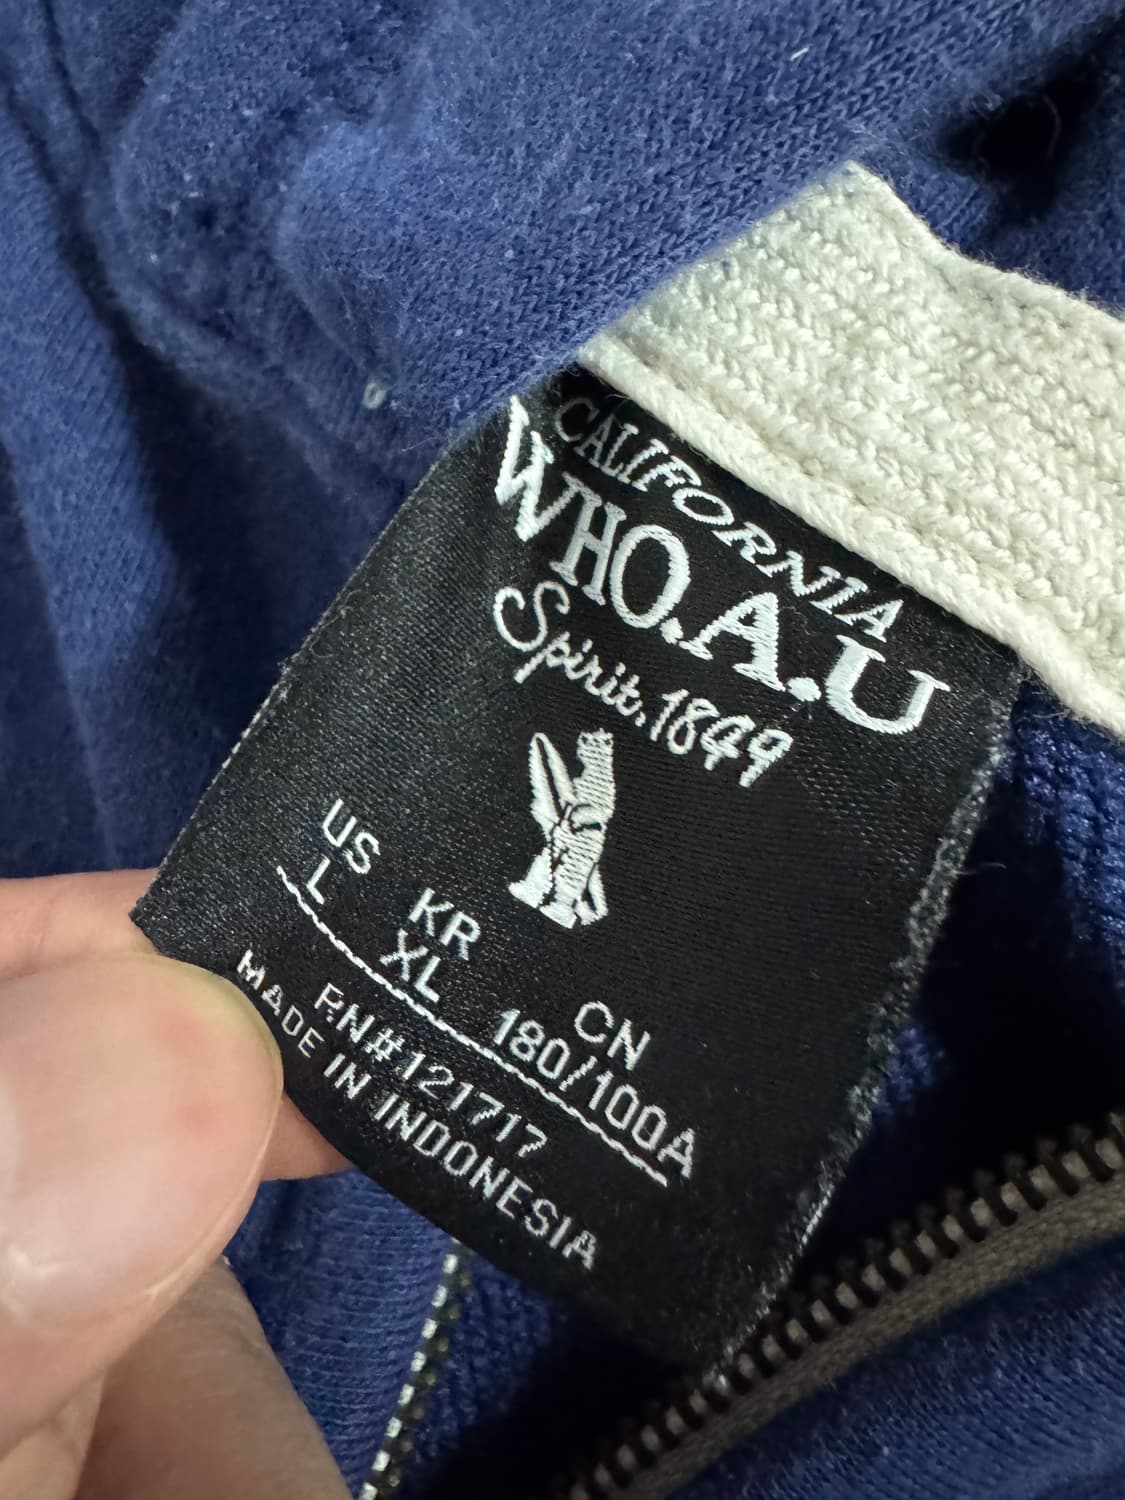 CALIFORNIA
WHO.A.U
Spirit.1849
US KR CN
L XL 180/100A
RN#121717
MADE IN INDONESIA